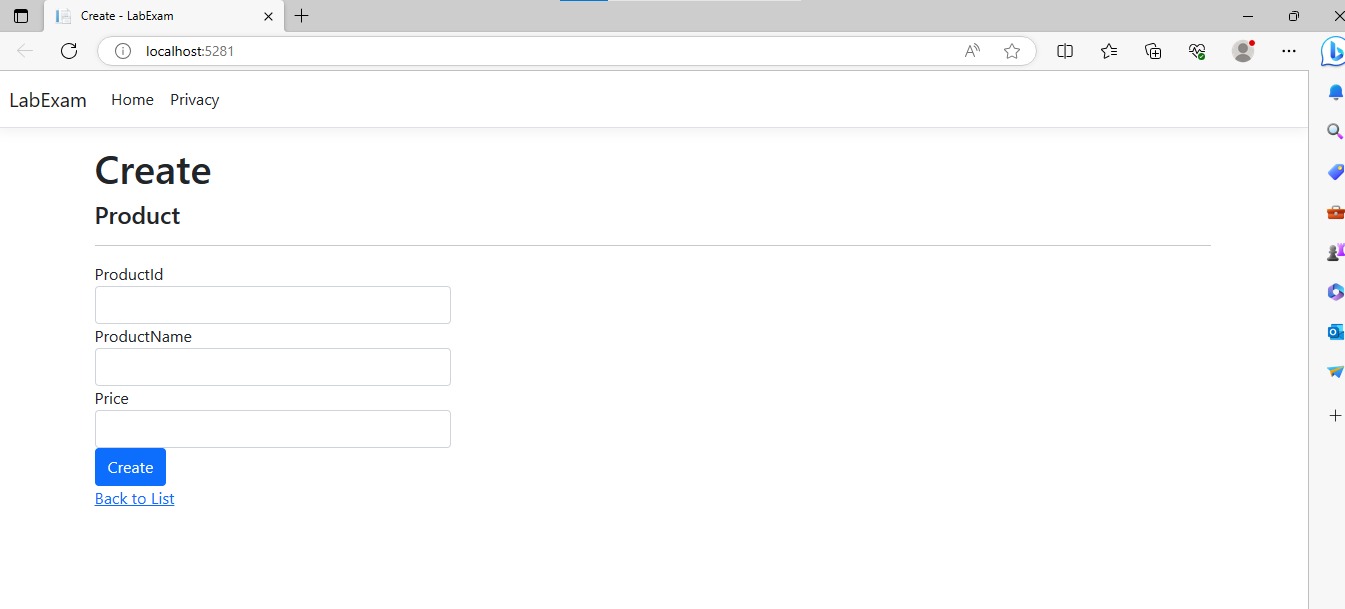 Create - LabExam
localhost:5281
LabExam Home Privacy
Create
Product
ProductId
ProductName
Price
Create
Back to List